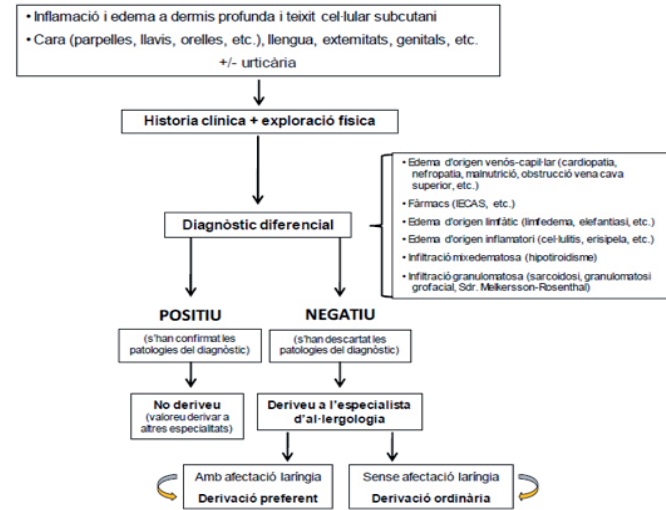 • Inflamació i edema a dermis profunda i teixit cel·lular subcutani
• Cara (parpelles, llavis, orelles, etc.), llengua, extemitats, genitals, etc.
+/- urticària
Historia clínica + exploració física
Diagnòstic diferencial
• Edema d'origen venós-capil·lar (cardiopatia,
nefropatia, malnutrició, obstrucció vena cava
superior, etc.)
• Fàrmacs (IECAS, etc.)
• Edema d'origen limfàtic (limfedema, elefantiasi, etc.)
• Edema d'origen inflamatori (cel·lulitis, erisipela, etc.)
• Infiltració mixedematosa (hipotiroidisme)
• Infiltració granulomatosa (sarcoidosi, granulomatosi
grofacial, Sdr. Melkersson-Rosenthal)
POSITIU
(s'han confirmat les
patologies del diagnòstic)
NEGATIU
(s'han descartat les
patologies del diagnòstic)
No deriveu
(valoreu derivar a
altres especialitats)
Deriveu a l'especialista
d'al·lergologia
Amb afectació laríngia
Derivació preferent
Sense afectació laríngia
Derivació ordinària